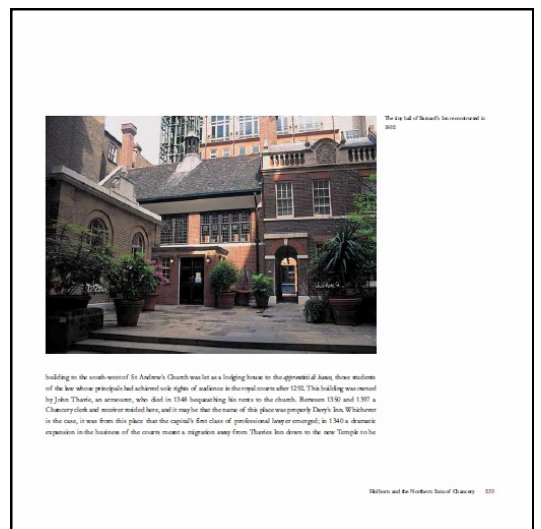 The tiny hall of Barnard's Inn reconstructed in
1932
building to the south-west of St Andrew's Church was let as a lodging house to the apprenticii ad barras, those students
of the law whose principals had achieved sole rights of audience in the royal courts after 1292. This building was owned
by John Thavie, an armourer, who died in 1348 bequeathing his rents to the church. Between 1350 and 1397 a
Chancery clerk and receiver resided here, and it may be that the name of this place was properly Davy's Inn. Whichever
is the case, it was from this place that the capital's first class of professional lawyer emerged; in 1340 a dramatic
expansion in the business of the courts meant a migration away from Thavies Inn down to the new Temple to be
Holborn and the Northern Inns of Chancery 253